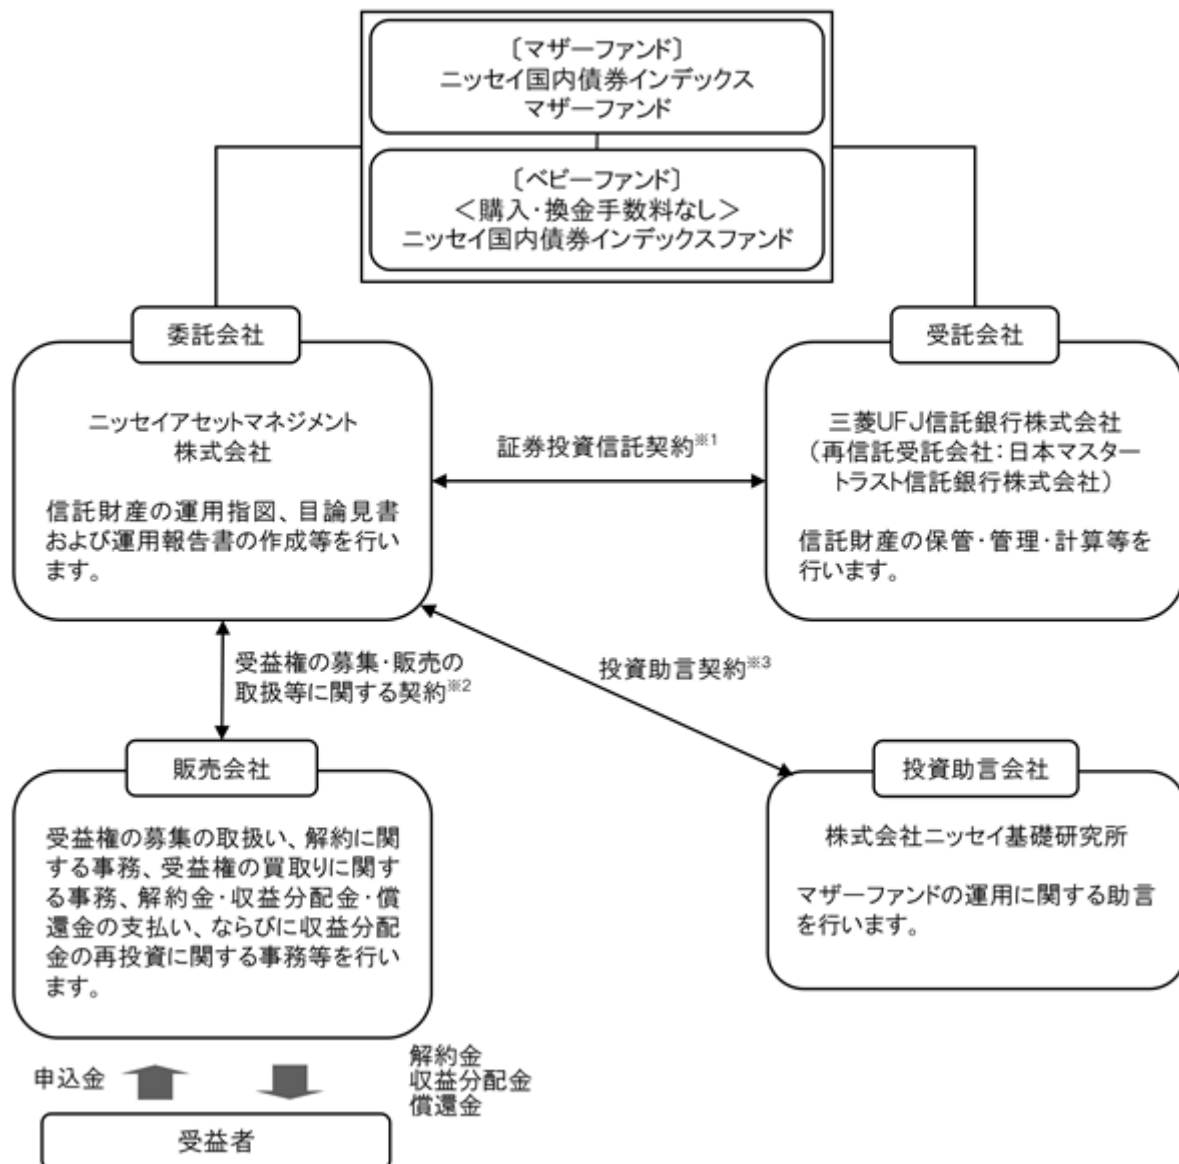 〔マザーファンド〕
ニッセイ国内債券インデックス
マザーファンド
〔ベビーファンド〕
＜購入・換金手数料なし＞
ニッセイ国内債券インデックスファンド
委託会社
ニッセイアセットマネジメント
株式会社
信託財産の運用指図、目論見書
および運用報告書の作成等を行い
ます。
証券投資信託契約※1
受託会社
三菱UFJ信託銀行株式会社
（再信託受託会社：日本マスター
トラスト信託銀行株式会社）
信託財産の保管・管理・計算等を
行います。
受益権の募集・販売の
取扱等に関する契約※2
投資助言契約※3
販売会社
受益権の募集の取扱い、解約に関
する事務、受益権の買取りに関す
る事務、解約金・収益分配金・償
還金の支払い、ならびに収益分配
金の再投資に関する事務等を行い
ます。
投資助言会社
株式会社ニッセイ基礎研究所
マザーファンドの運用に関する助言
を行います。
申込金
解約金
収益分配金
償還金
受益者